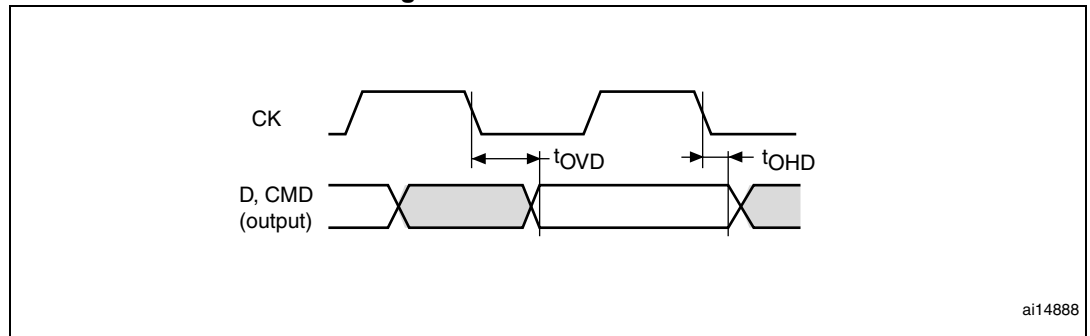 CK
tOVD
tOHD
D, CMD
(output)
ai14888